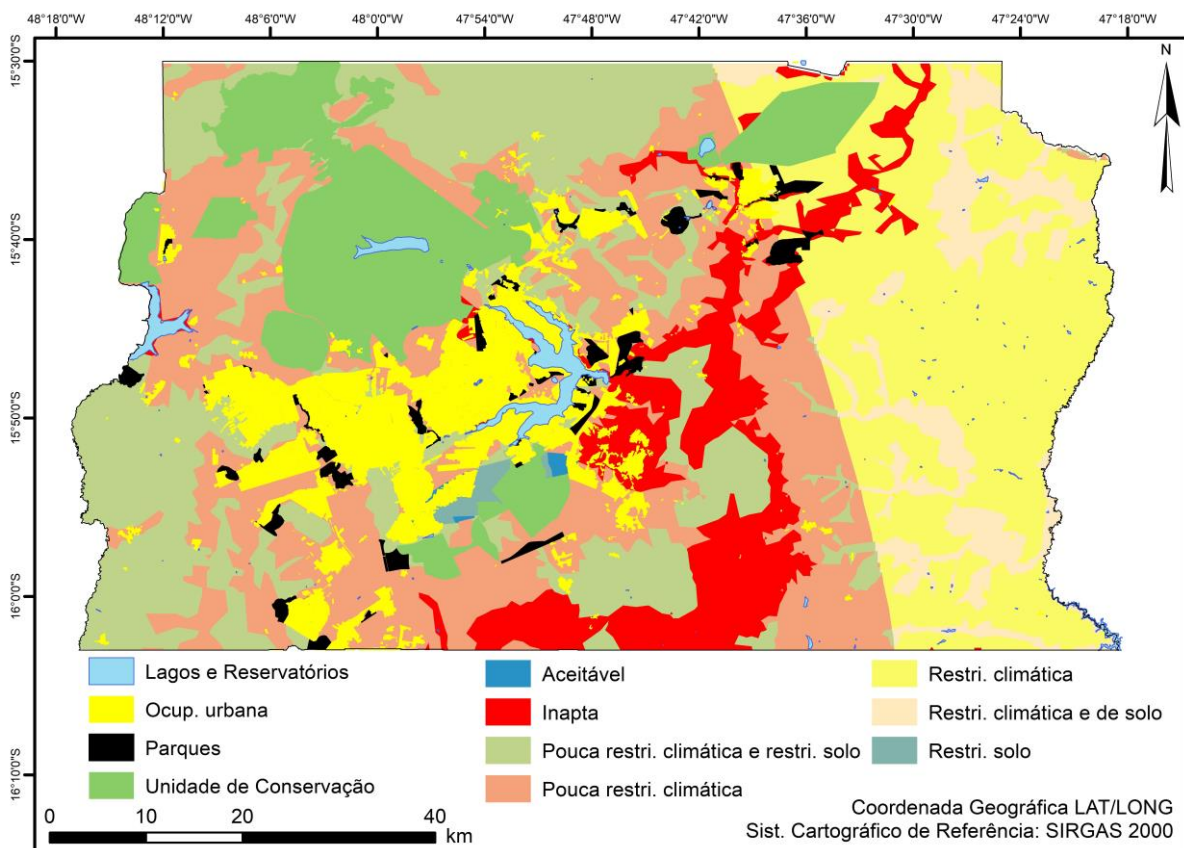 48°18'0"W 48°12'0"W 48°6'0"W 48°0'0"W 47°54'0"W 47°48'0"W 47°42'0"W 47°36'0"W 47°30'0"W 47°24'0"W 47°18'0"W
15°30'0"S
N
15°40'0"S
15°50'0"S
16°0'0"S
16°10'0"S
Lagos e Reservatórios
Ocup. urbana
Parques
Unidade de Conservação
Aceitável
Inapta
Pouca restri. climática e restri. solo
Pouca restri. climática
Restri. climática
Restri. climática e de solo
Restri. solo
0 10 20 40
km
Coordenada Geográfica LAT/LONG
Sist. Cartográfico de Referência: SIRGAS 2000